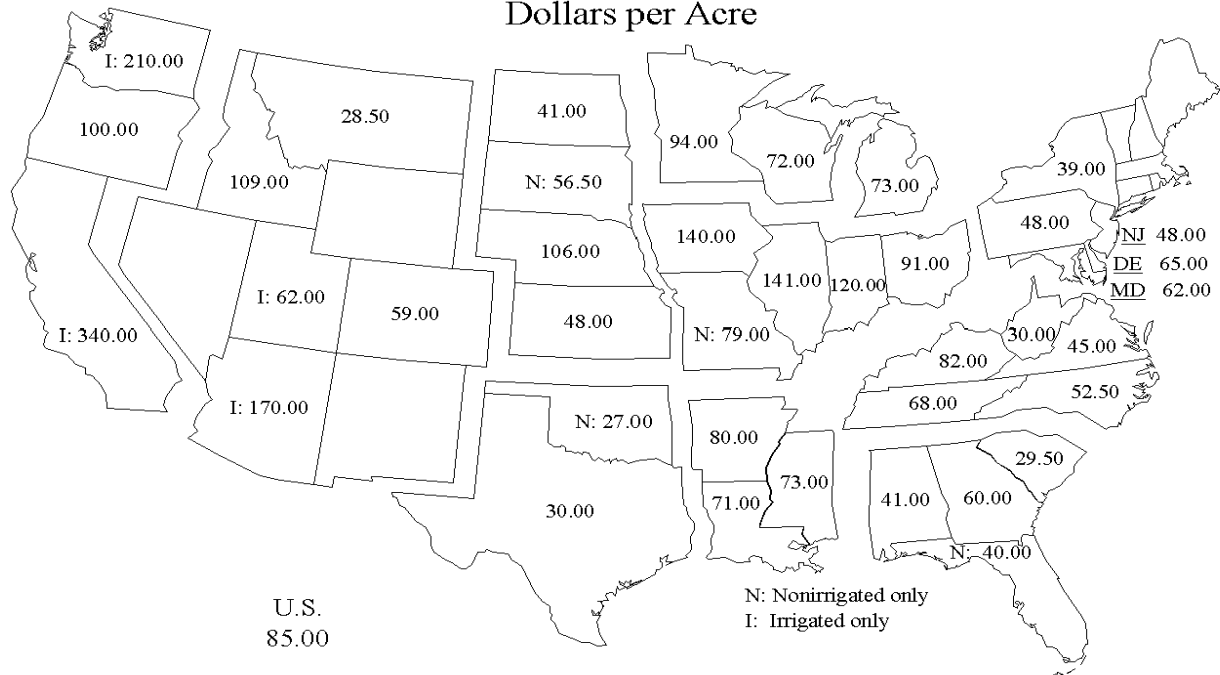 Dollars per Acre
I: 210.00
100.00
28.50
109.00
41.00
N: 56.50
106.00
48.00
94.00
72.00
73.00
39.00
48.00
NJ 48.00
DE 65.00
MD 62.00
I: 340.00
I: 62.00
59.00
I: 170.00
140.00
141.00
120.00
91.00
N: 79.00
30.00
45.00
82.00
68.00
52.50
N: 27.00
30.00
80.00
71.00
73.00
41.00
60.00
29.50
N: 40.00
N: Nonirrigated only
I: Irrigated only
U.S.
85.00